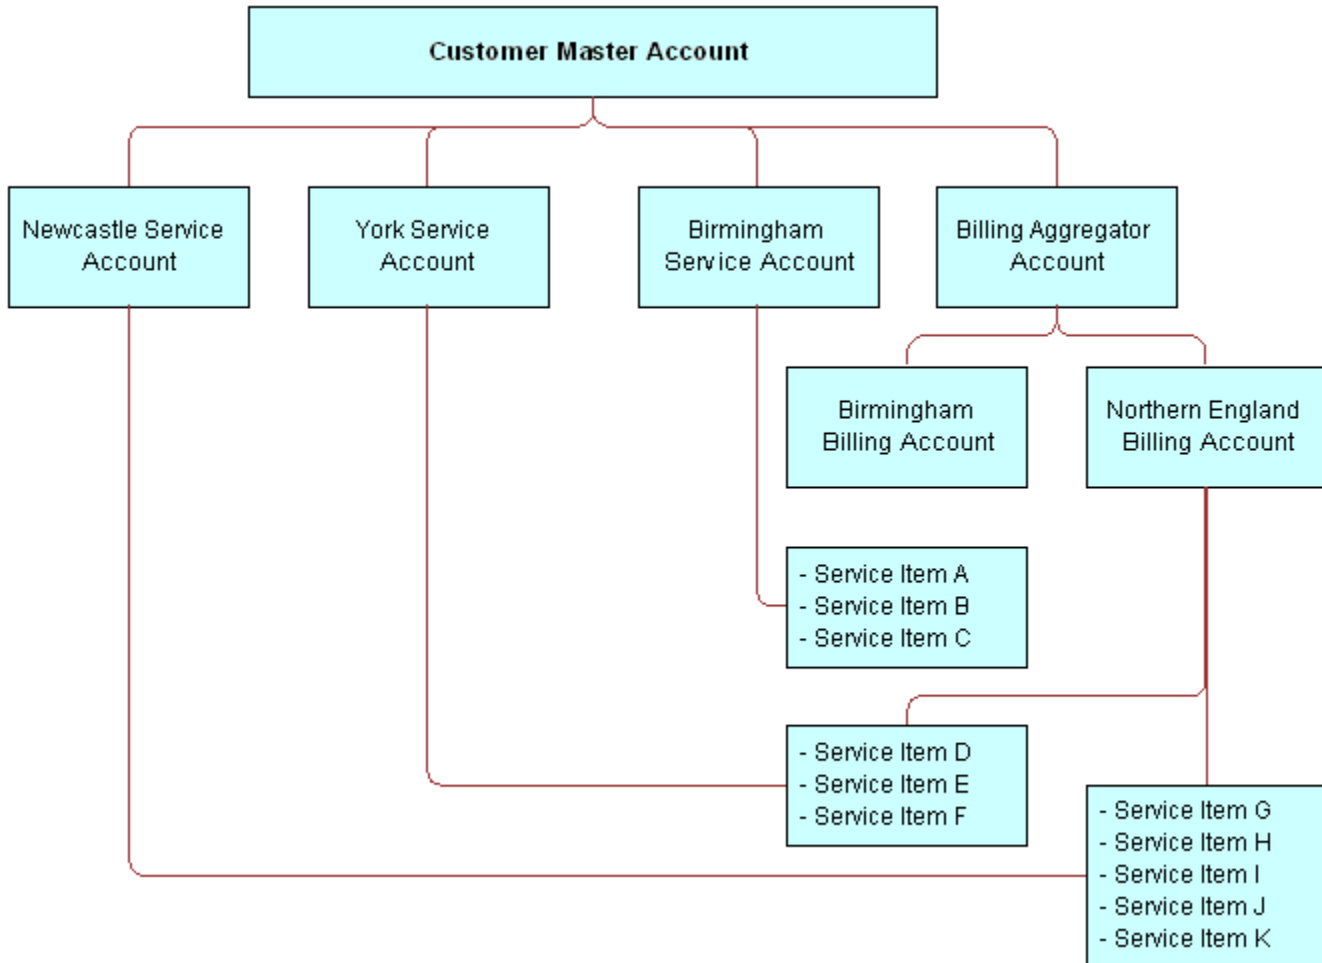 Customer Master Account
Newcastle Service
Account
York Service
Account
Birmingham
Service Account
Billing Aggregator
Account
Birmingham
Billing Account
Northern England
Billing Account
- Service Item A
- Service Item B
- Service Item C
- Service Item D
- Service Item E
- Service Item F
- Service Item G
- Service Item H
- Service Item I
- Service Item J
- Service Item K